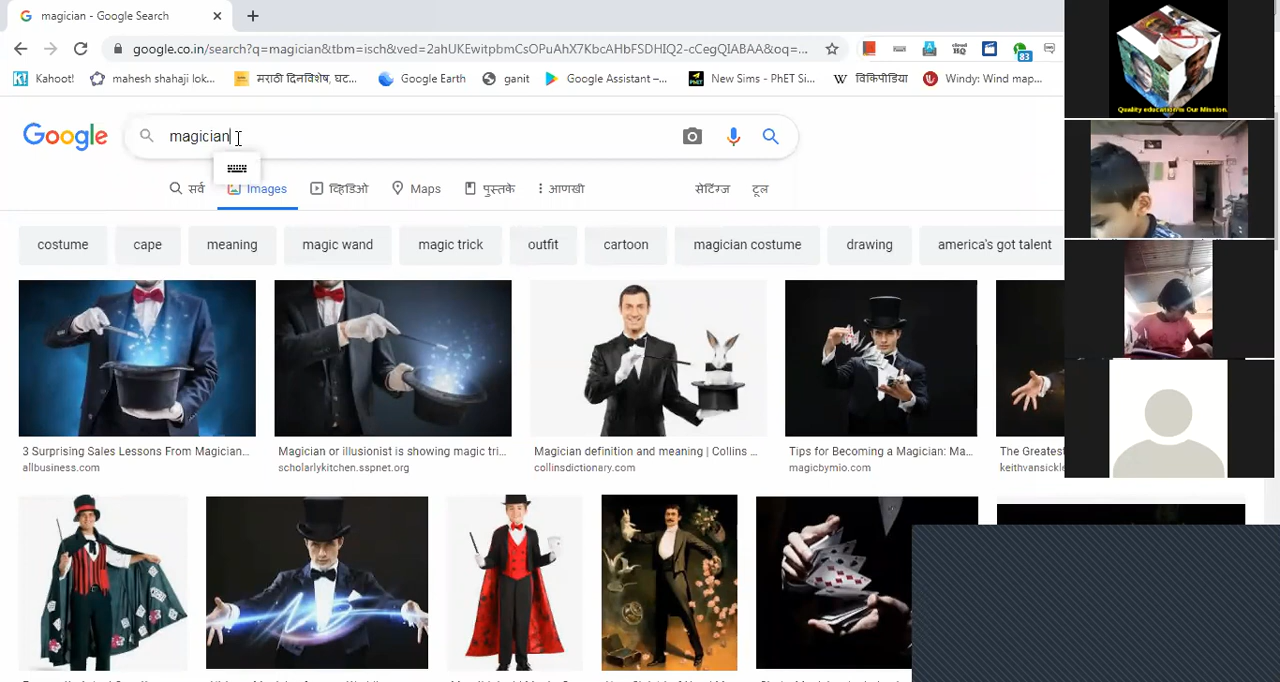 magician - Google Search
google.co.in/search?q=magician&tbm=isch&ved=2ahUKEwitpbmCsOPuAhX7KbcAHbFSDHIQ2-cCegQIABAA&oq=...
cloud HQ
83
Kahoot!
mahesh shahaji lok...
मराठी दिनविशेष, घट...
Google Earth
ganit
Google Assistant –...
New Sims - PhET Si...
विकिपीडिया
Windy: Wind map...
Quality education is Our Mission.
Google
magician
सर्व
Images
व्हिडिओ
Maps
पुस्तके
आणखी
सेटिंग्ज
टूल
costume
cape
meaning
magic wand
magic trick
outfit
cartoon
magician costume
drawing
america's got talent
3 Surprising Sales Lessons From Magician...
allbusiness.com
Magician or illusionist is showing magic tri...
scholarlykitchen.sspnet.org
Magician definition and meaning | Collins ...
collinsdictionary.com
Tips for Becoming a Magician: Ma...
magicbymio.com
The Greatest
keithvansickle